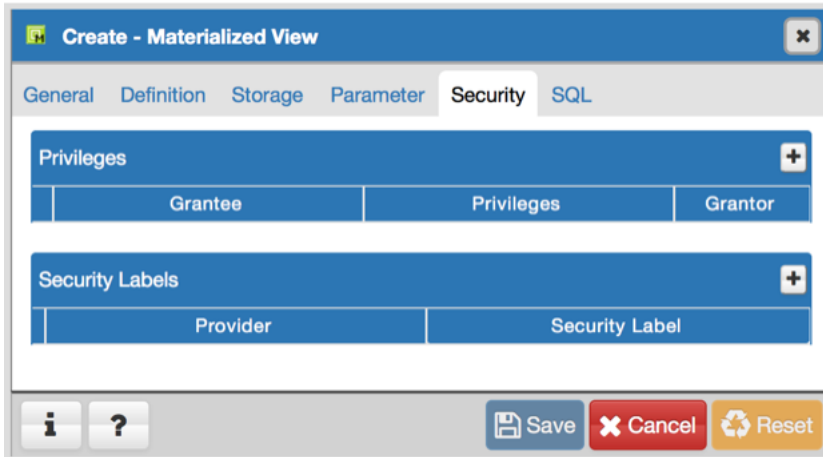 Create - Materialized View
General Definition Storage Parameter Security SQL
Privileges
Grantee Privileges Grantor
Security Labels
Provider Security Label
i ? Save Cancel Reset